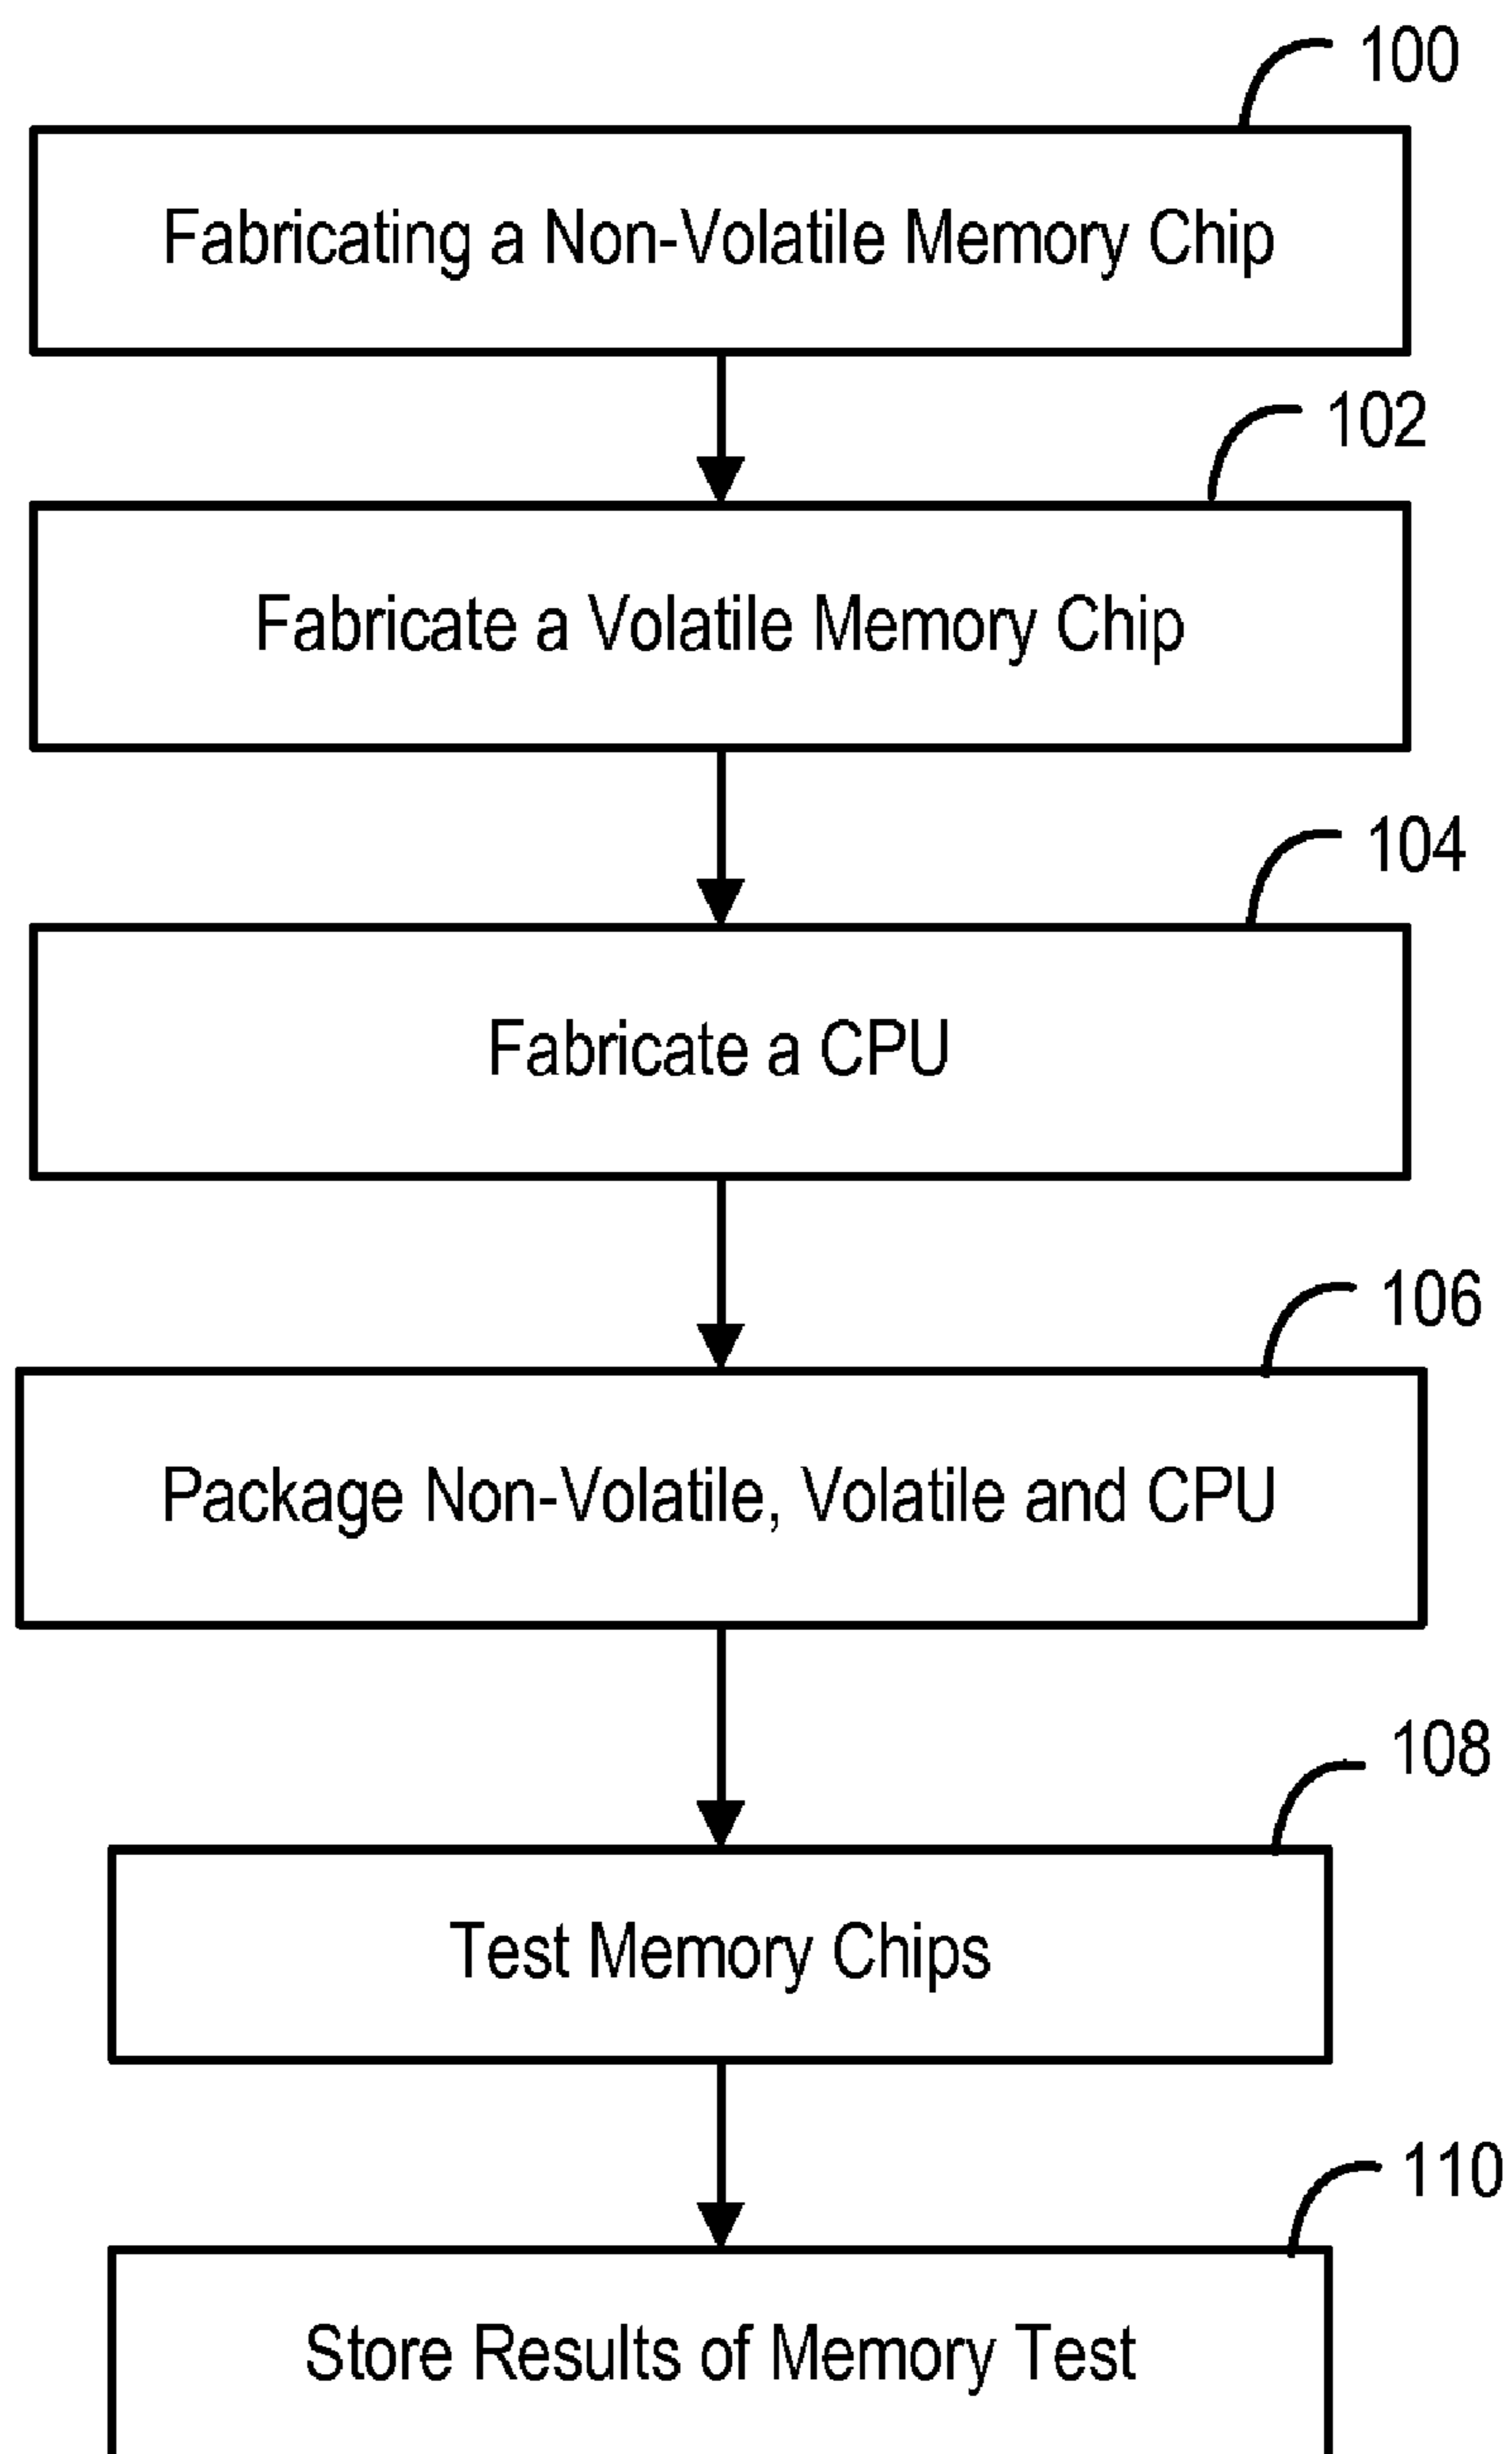 100
Fabricating a Non-Volatile Memory Chip
102
Fabricate a Volatile Memory Chip
104
Fabricate a CPU
106
Package Non-Volatile, Volatile and CPU
108
Test Memory Chips
110
Store Results of Memory Test